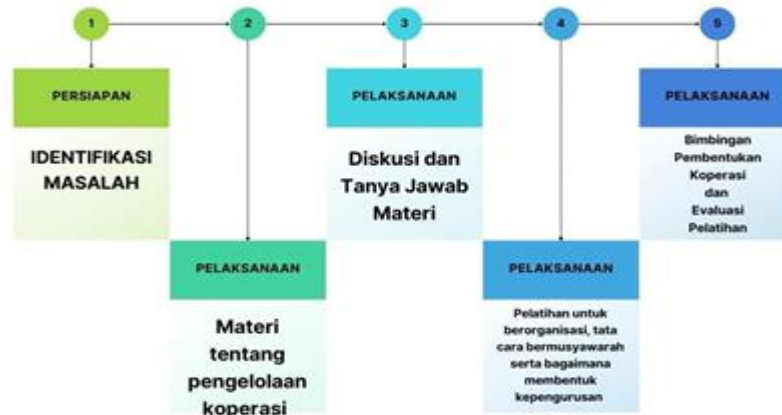 1
2
3
4
5
PERSIAPAN
IDENTIFIKASI
MASALAH
PELAKSANAAN
Materi
tentang
pengelolaan
koperasi
PELAKSANAAN
Diskusi dan
Tanya Jawab
Materi
PELAKSANAAN
Pelatihan untuk
berorganisasi, tata
cara bermusyawarah
serta bagaimana
membentuk
kepengurusan
PELAKSANAAN
Bimbingan
Pembentukan
Koperasi
dan
Evaluasi
Pelatihan